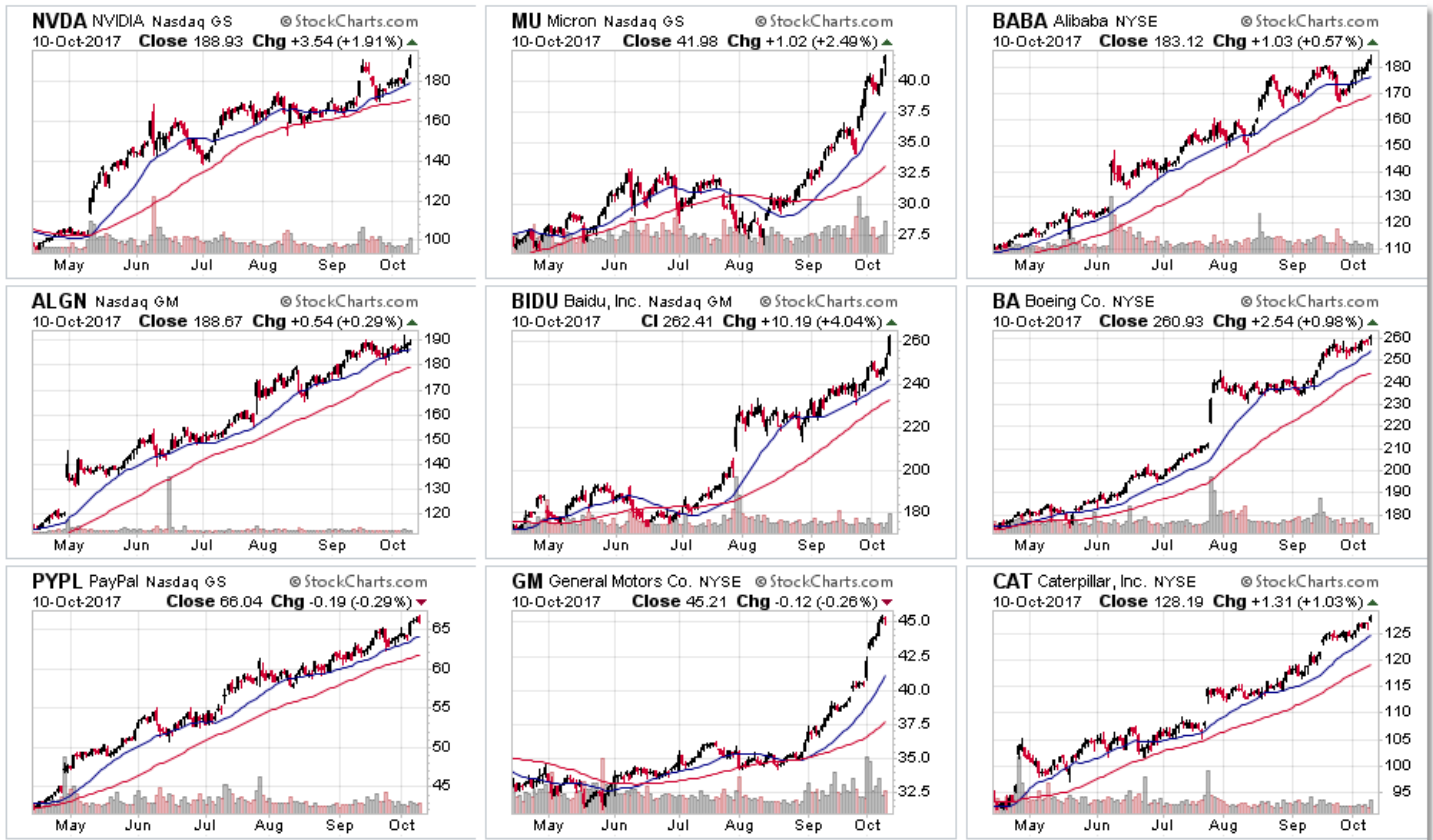 NVDA NVIDIA Nasdaq GS © StockCharts.com
10-Oct-2017 Close 188.93 Chg +3.54 (+1.91%)
180
160
140
120
100
May Jun Jul Aug Sep Oct
MU Micron Nasdaq GS © StockCharts.com
10-Oct-2017 Close 41.98 Chg +1.02 (+2.49%)
40.0
37.5
35.0
32.5
30.0
27.5
May Jun Jul Aug Sep Oct
BABA Alibaba NYSE © StockCharts.com
10-Oct-2017 Close 183.12 Chg +1.03 (+0.57%)
180
170
160
150
140
130
120
110
May Jun Jul Aug Sep Oct
ALGN Nasdaq GM © StockCharts.com
10-Oct-2017 Close 188.67 Chg +0.54 (+0.29%)
190
180
170
160
150
140
130
120
May Jun Jul Aug Sep Oct
BIDU Baidu, Inc. Nasdaq GM © StockCharts.com
10-Oct-2017 Cl 262.41 Chg +10.19 (+4.04%)
260
240
220
200
180
May Jun Jul Aug Sep Oct
BA Boeing Co. NYSE © StockCharts.com
10-Oct-2017 Close 260.93 Chg +2.54 (+0.98%)
260
250
240
230
220
210
200
190
180
May Jun Jul Aug Sep Oct
PYPL PayPal Nasdaq GS © StockCharts.com
10-Oct-2017 Close 66.04 Chg -0.19 (-0.29%)
65
60
55
50
45
May Jun Jul Aug Sep Oct
GM General Motors Co. NYSE © StockCharts.com
10-Oct-2017 Close 45.21 Chg -0.12 (-0.26%)
45.0
42.5
40.0
37.5
35.0
32.5
May Jun Jul Aug Sep Oct
CAT Caterpillar, Inc. NYSE © StockCharts.com
10-Oct-2017 Close 128.19 Chg +1.31 (+1.03%)
125
120
115
110
105
100
95
May Jun Jul Aug Sep Oct